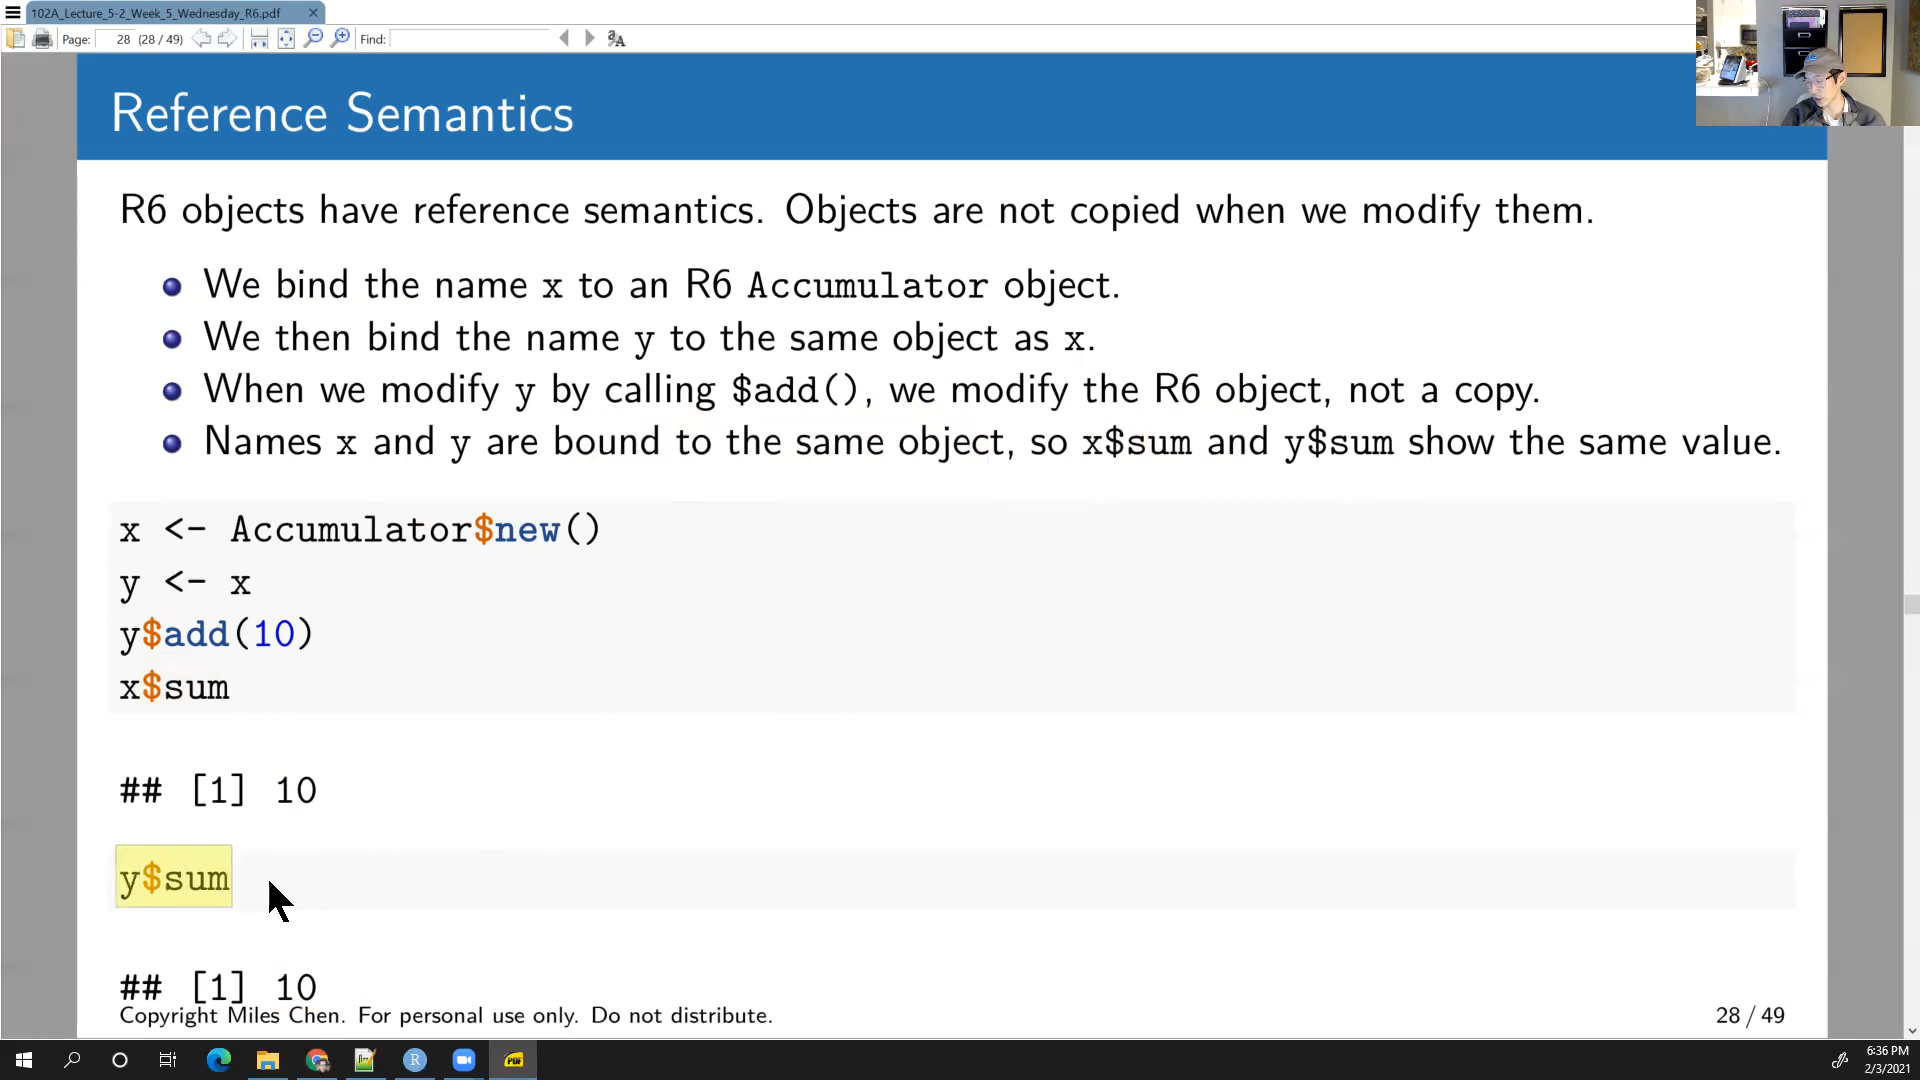 102A_Lecture_5-2_Week_5_Wednesday_R6.pdf
Page: 28 (28 / 49) Find:
Reference Semantics
R6 objects have reference semantics. Objects are not copied when we modify them.
We bind the name x to an R6 Accumulator object.
We then bind the name y to the same object as x.
When we modify y by calling $add(), we modify the R6 object, not a copy.
Names x and y are bound to the same object, so x$sum and y$sum show the same value.
x <- Accumulator$new()
y <- x
y$add(10)
x$sum
## [1] 10
y$sum
## [1] 10
Copyright Miles Chen. For personal use only. Do not distribute.
28 / 49
6:36 PM
2/3/2021